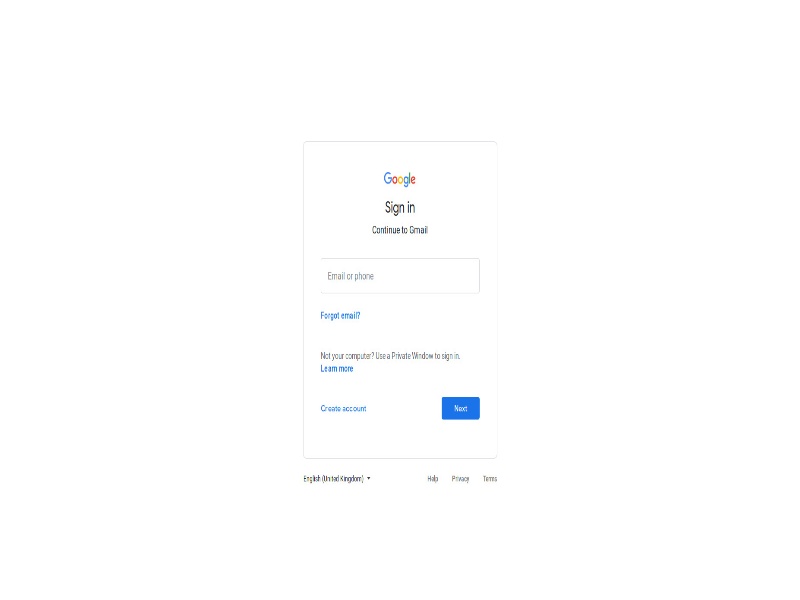 Google
Sign in
Continue to Gmail
Email or phone
Forgot email?
Not your computer? Use a Private Window to sign in.
Learn more
Create account
Next
English (United Kingdom)
Help Privacy Terms